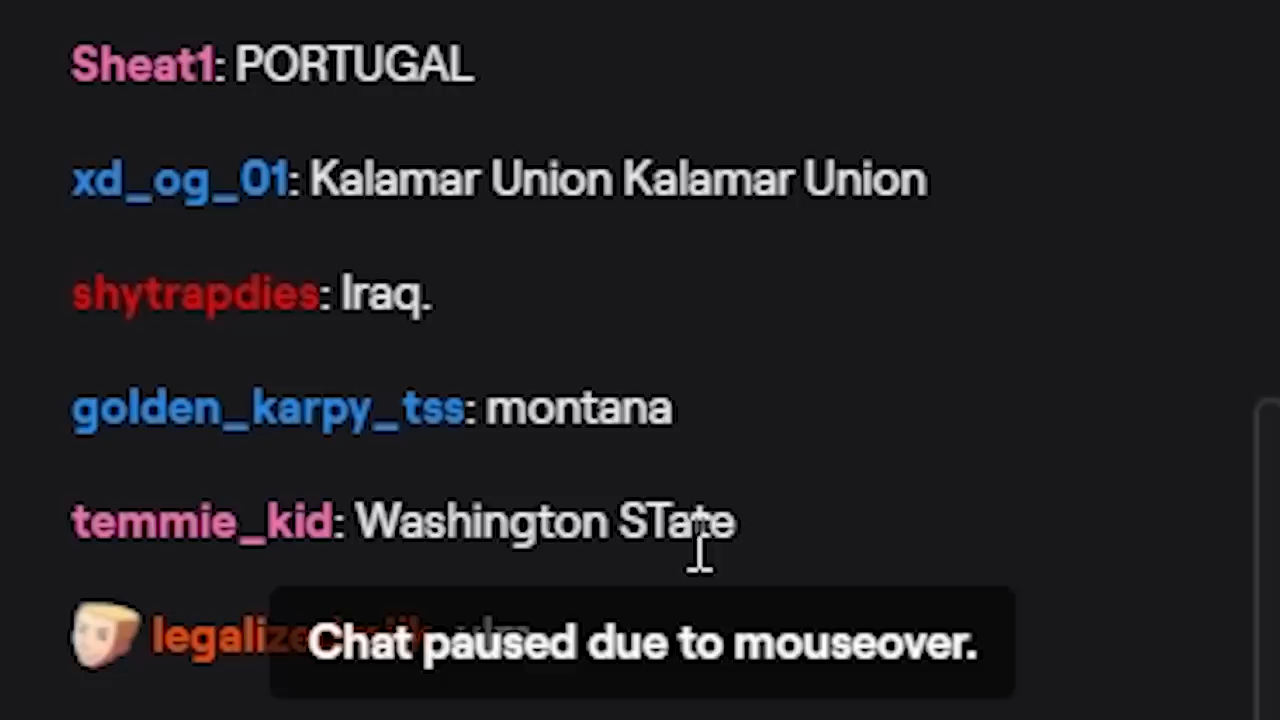 Sheat1: PORTUGAL
xd_og_01: Kalamar Union Kalamar Union
shytrapdies: Iraq.
golden_karpy_tss: montana
temmie_kid: Washington STate
Chat paused due to mouseover.